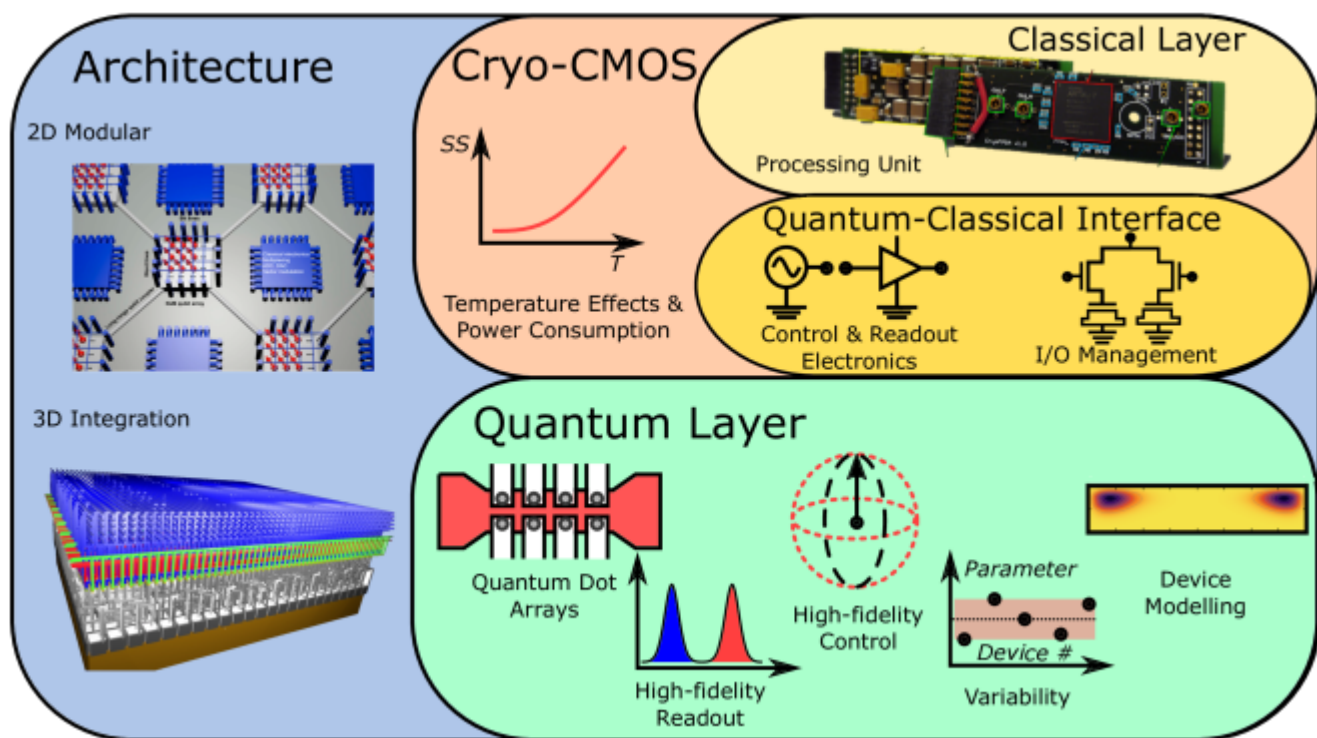 Architecture
2D Modular
3D Integration
Cryo-CMOS
SS
T
Temperature Effects &
Power Consumption
Classical Layer
Processing Unit
Quantum-Classical Interface
Control & Readout
Electronics
I/O Management
Quantum Layer
Quantum Dot
Arrays
High-fidelity
Readout
High-fidelity
Control
Parameter
Device #
Variability
Device
Modelling